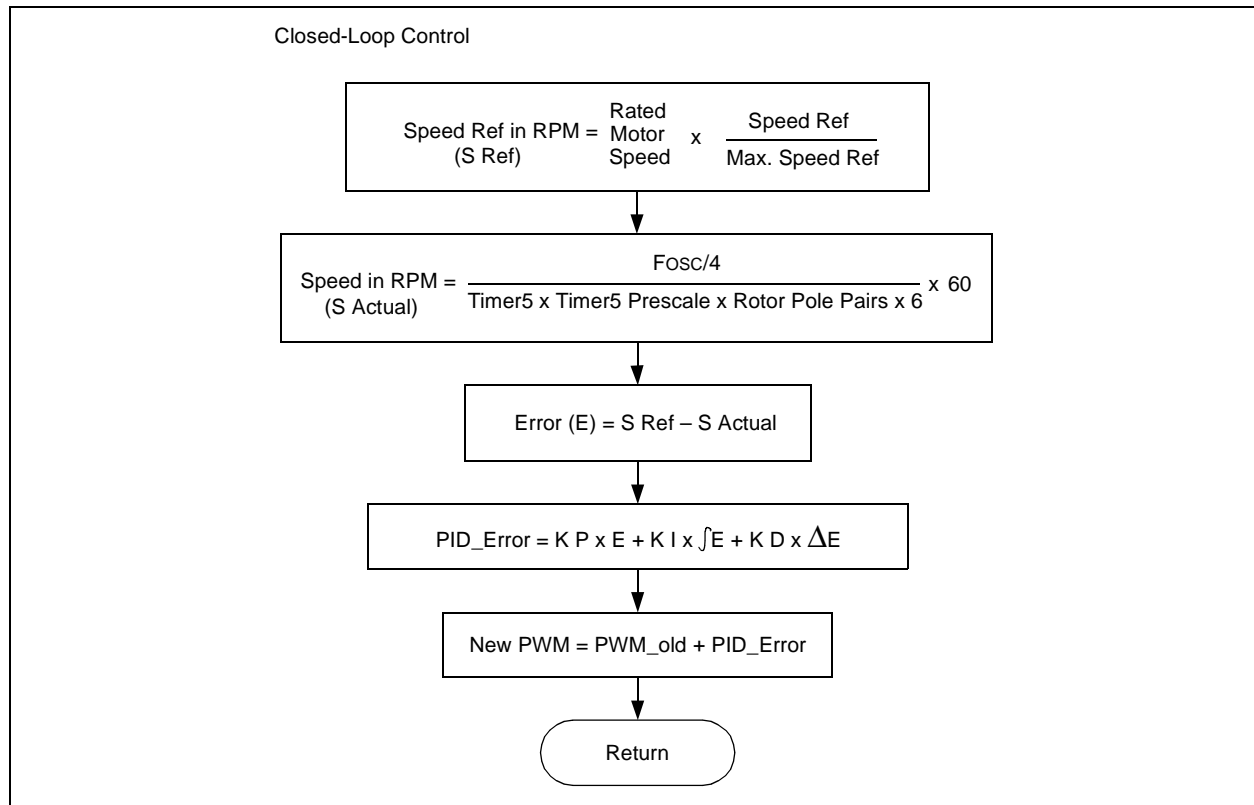 Closed-Loop Control
Speed Ref in RPM = Rated Motor Speed x Speed Ref / Max. Speed Ref
(S Ref)
Speed in RPM = FOSC/4 / Timer5 x Timer5 Prescale x Rotor Pole Pairs x 6 x 60
(S Actual)
Error (E) = S Ref – S Actual
PID_Error = K P x E + K I x ∫E + K D x ΔE
New PWM = PWM_old + PID_Error
Return